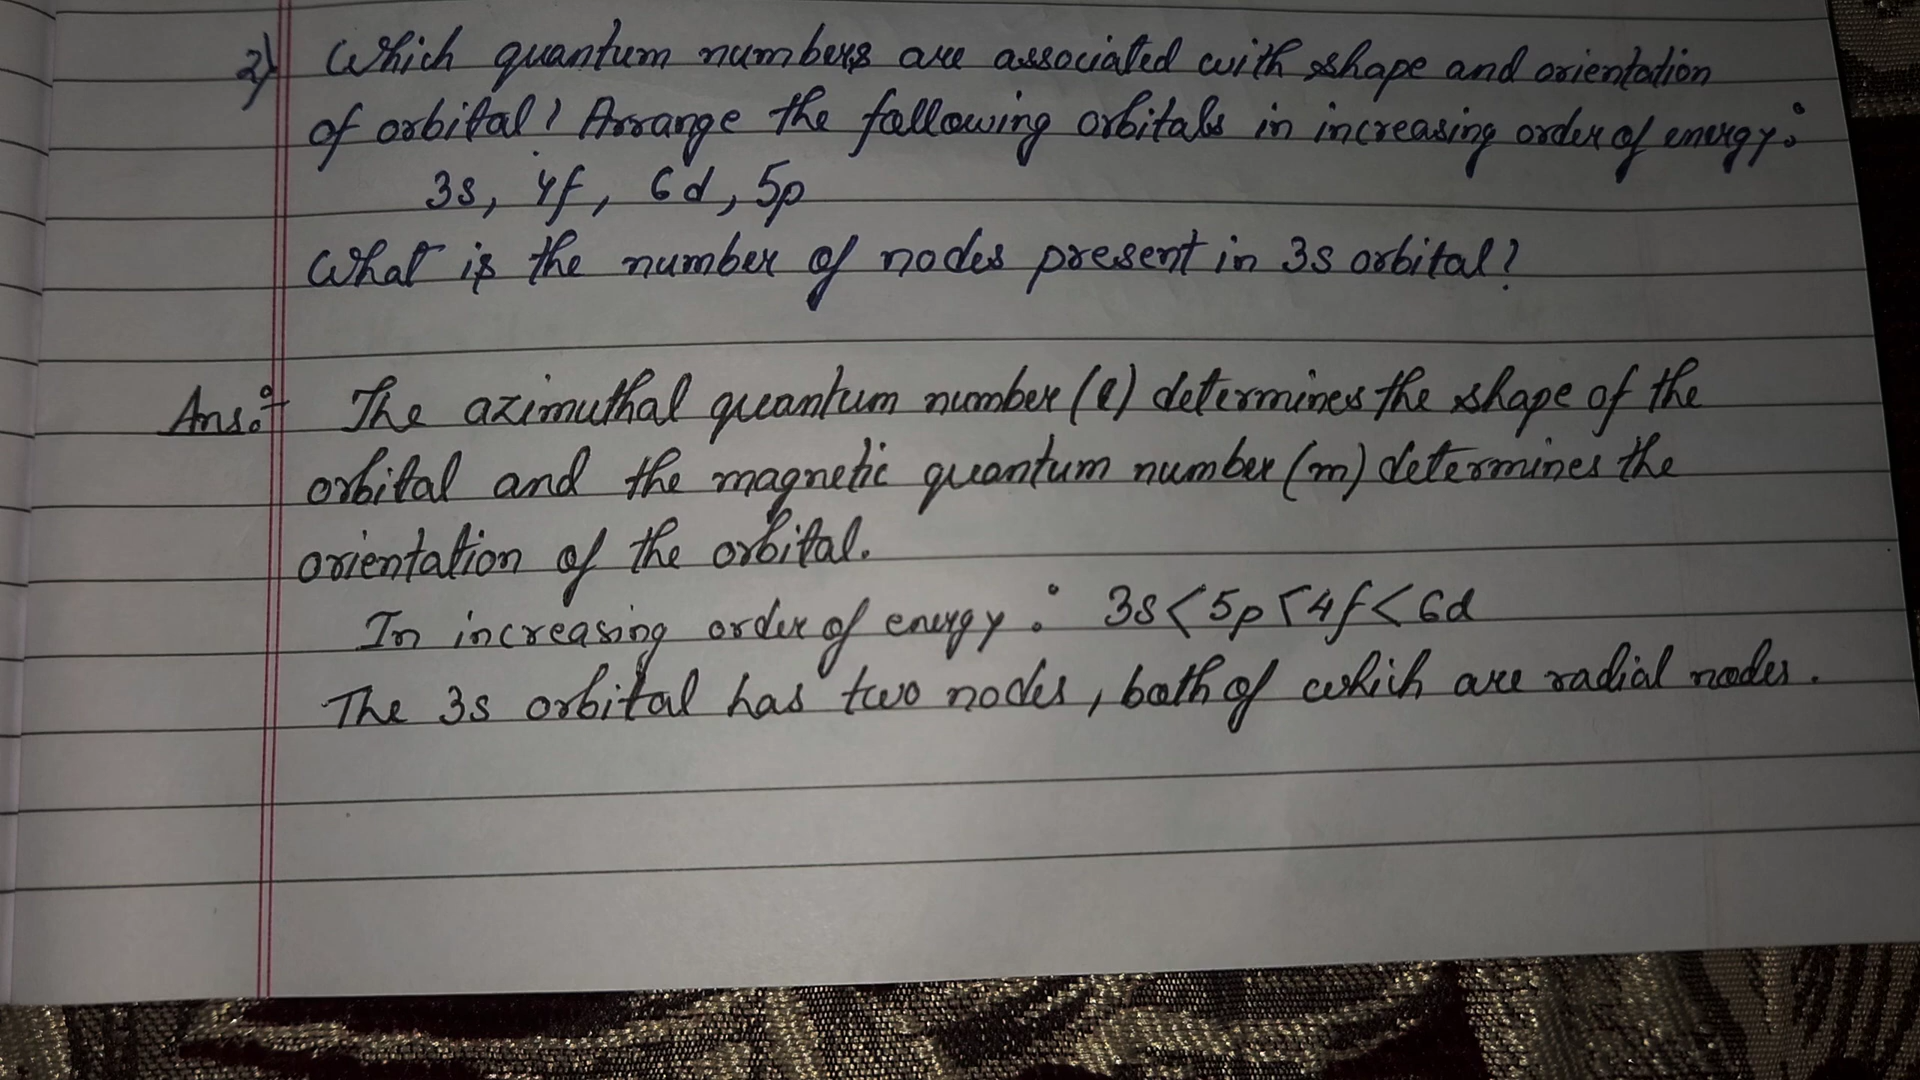 2) Which quantum numbers are associated with shape and orientation
of orbital? Arrange the following orbitals in increasing order of energy:
3s, 4f, 6d, 5p
What is the number of nodes present in 3s orbital?
Ans:- The azimuthal quantum number (l) determines the shape of the
orbital and the magnetic quantum number (m) determines the
orientation of the orbital.
In increasing order of energy : 3s < 5p < 4f < 6d
The 3s orbital has two nodes, both of which are radial nodes.